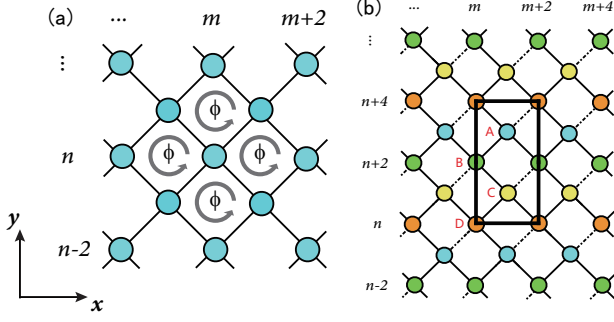 (a)
... m m+2
⋮
ϕ
n
ϕ ϕ
ϕ
n-2
y
x
(b)
... m m+2 m+4
⋮
n+4
A
n+2 B
C
n D
n-2